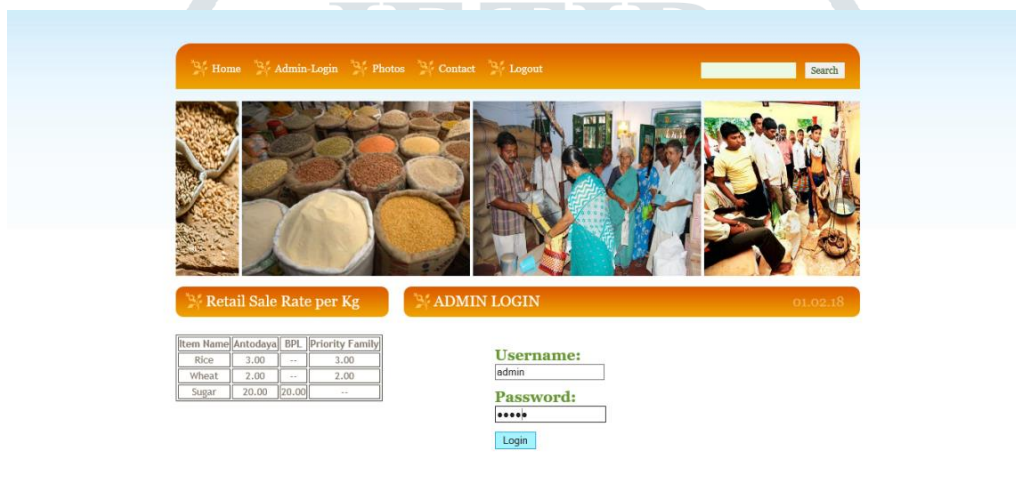 Home Admin-Login Photos Contact Logout Search
Retail Sale Rate per Kg
ADMIN LOGIN 01.02.18
Item Name Antodaya BPL Priority Family
Rice 3.00 -- 3.00
Wheat 2.00 -- 2.00
Sugar 20.00 20.00 --
Username:
admin
Password:
•••••
Login